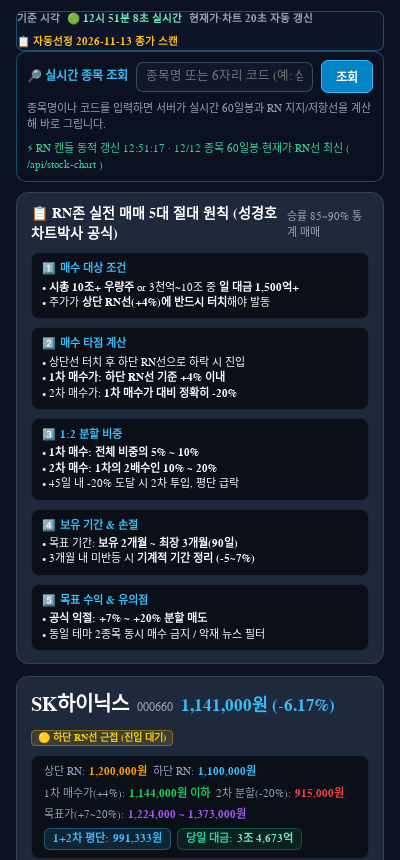 기준 시각 🟢 12시 51분 8초 실시간 현재가·차트 20초 자동 갱신
📋 자동선정 2026-11-13 종가 스캔
🔎 실시간 종목 조회 종목명 또는 6자리 코드 (예: 삼 조회
종목명이나 코드를 입력하면 서버가 실시간 60일봉과 RN 지지/저항선을 계산
해 바로 그립니다.
⚡ RN 캔들 동적 갱신 12:51:17 · 12/12 종목 60일봉·현재가·RN선 최신 (
/api/stock-chart )
📋 RN존 실전 매매 5대 절대 원칙 (성경호
차트박사 공식)
승률 85~90% 통
계 매매
1️⃣ 매수 대상 조건
• 시총 10조+ 우량주 or 3천억~10조 중 일 대금 1,500억+
• 주가가 상단 RN선(+4%)에 반드시 터치해야 발동
2️⃣ 매수 타점 계산
• 상단선 터치 후 하단 RN선으로 하락 시 진입
• 1차 매수가: 하단 RN선 기준 +4% 이내
• 2차 매수가: 1차 매수가 대비 정확히 -20%
3️⃣ 1:2 분할 비중
• 1차 매수: 전체 비중의 5% ~ 10%
• 2차 매수: 1차의 2배수인 10% ~ 20%
• 45일 내 -20% 도달 시 2차 투입, 평단 급락
4️⃣ 보유 기간 & 손절
• 목표 기간: 보유 2개월 ~ 최장 3개월(90일)
• 3개월 내 미반등 시 기계적 기간 정리 (-5~7%)
5️⃣ 목표 수익 & 유의점
• 공식 익절: +7% ~ +20% 분할 매도
• 동일 테마 2종목 동시 매수 금지 / 악재 뉴스 필터
SK하이닉스 000660 1,141,000원 (-6.17%)
🟡 하단 RN선 근접 (진입 대기)
상단 RN: 1,200,000원 하단 RN: 1,100,000원
1차 매수가(+4%): 1,144,000원 이하 2차 분할(-20%): 915,000원
목표가(+7~20%): 1,224,000 ~ 1,373,000원
1+2차 평단: 991,333원 당일 대금: 3조 4,673억